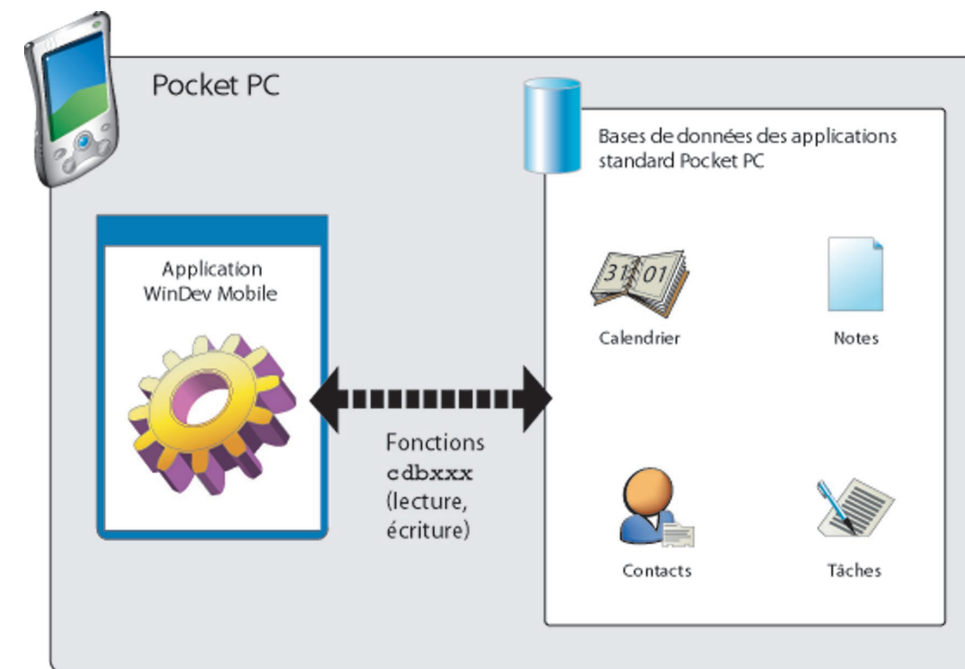 Pocket PC
Bases de données des applications
standard Pocket PC
Application
WinDev Mobile
31 01
Calendrier
Notes
Fonctions
cdbxxx
(lecture,
écriture)
Contacts
Tâches